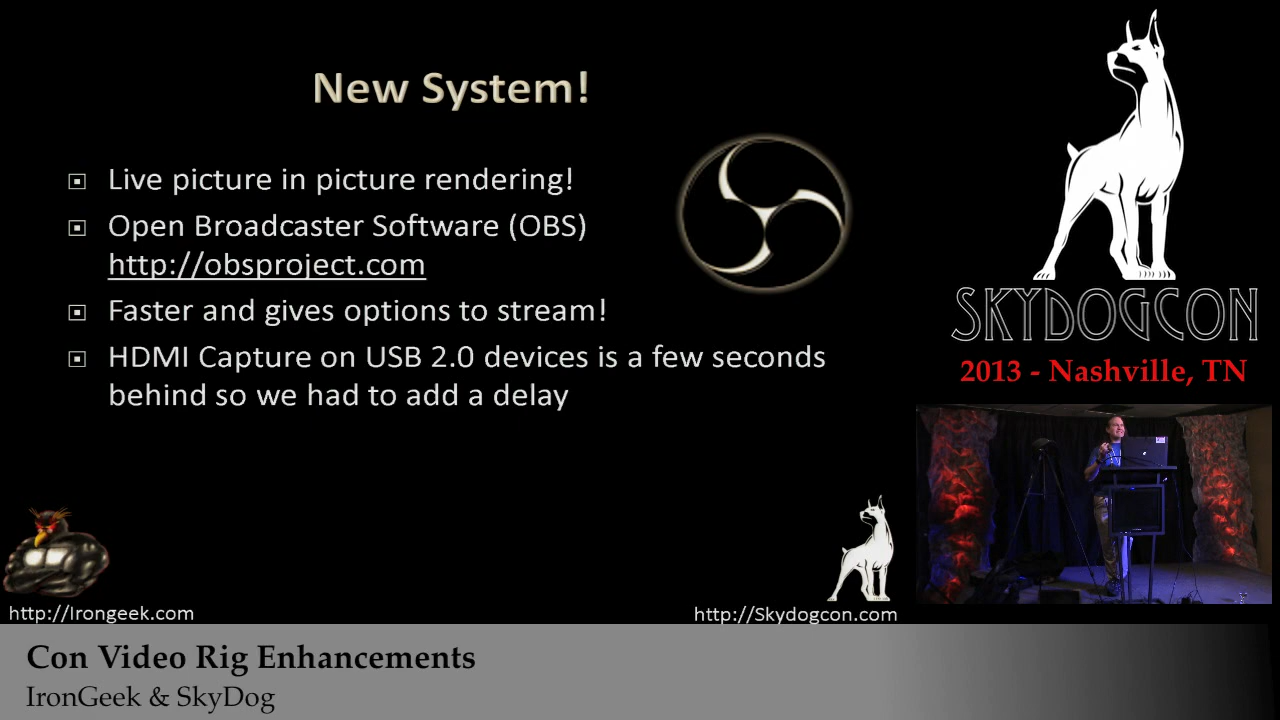 New System!
Live picture in picture rendering!
Open Broadcaster Software (OBS)
http://obsproject.com
Faster and gives options to stream!
HDMI Capture on USB 2.0 devices is a few seconds
behind so we had to add a delay
http://Irongeek.com
http://Skydogcon.com
SKYDOGCON
2013 - Nashville, TN
Con Video Rig Enhancements
IronGeek & SkyDog